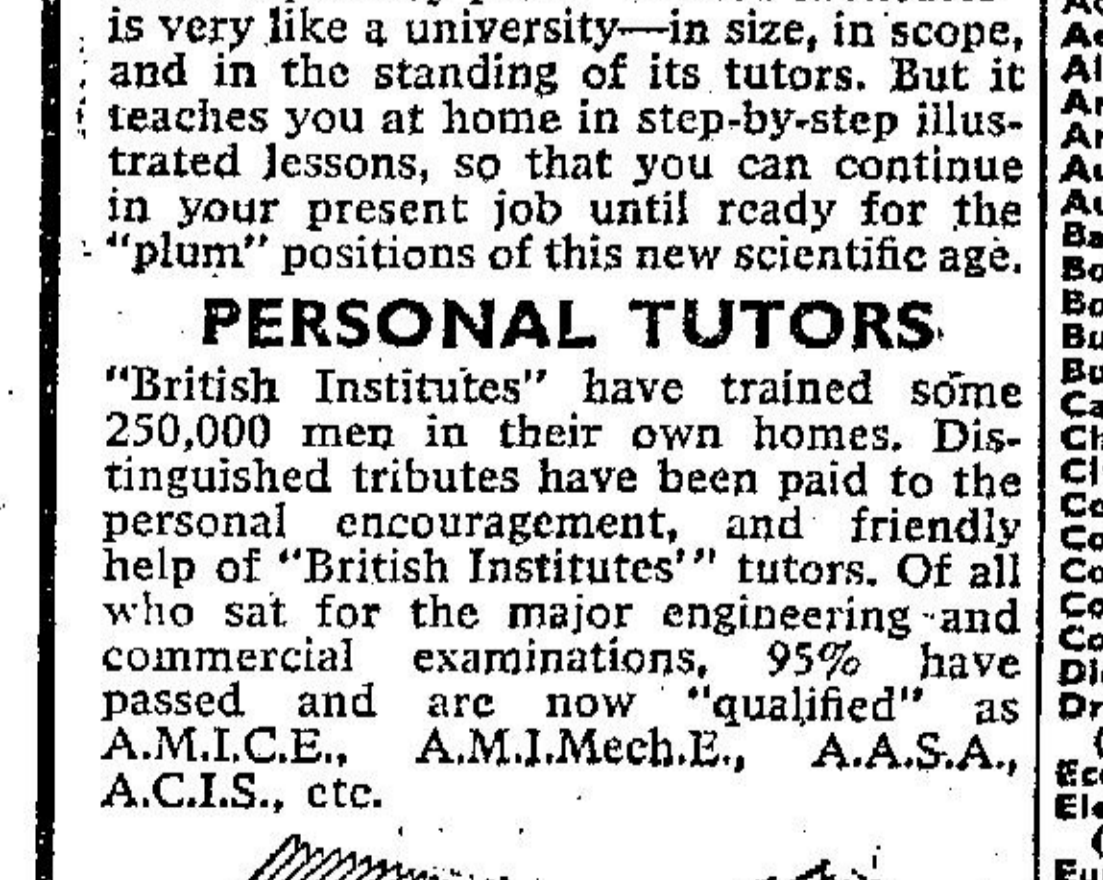 is very like a university—in size, in scope,
and in the standing of its tutors. But it
teaches you at home in step-by-step illus-
trated lessons, so that you can continue
in your present job until ready for the
"plum" positions of this new scientific age.
PERSONAL TUTORS
"British Institutes" have trained some
250,000 men in their own homes. Dis-
tinguished tributes have been paid to the
personal encouragement, and friendly
help of "British Institutes'" tutors. Of all
who sat for the major engineering and
commercial examinations, 95% have
passed and are now "qualified" as
A.M.I.C.E., A.M.I.Mech.E., A.A.S.A.,
A.C.I.S., etc.